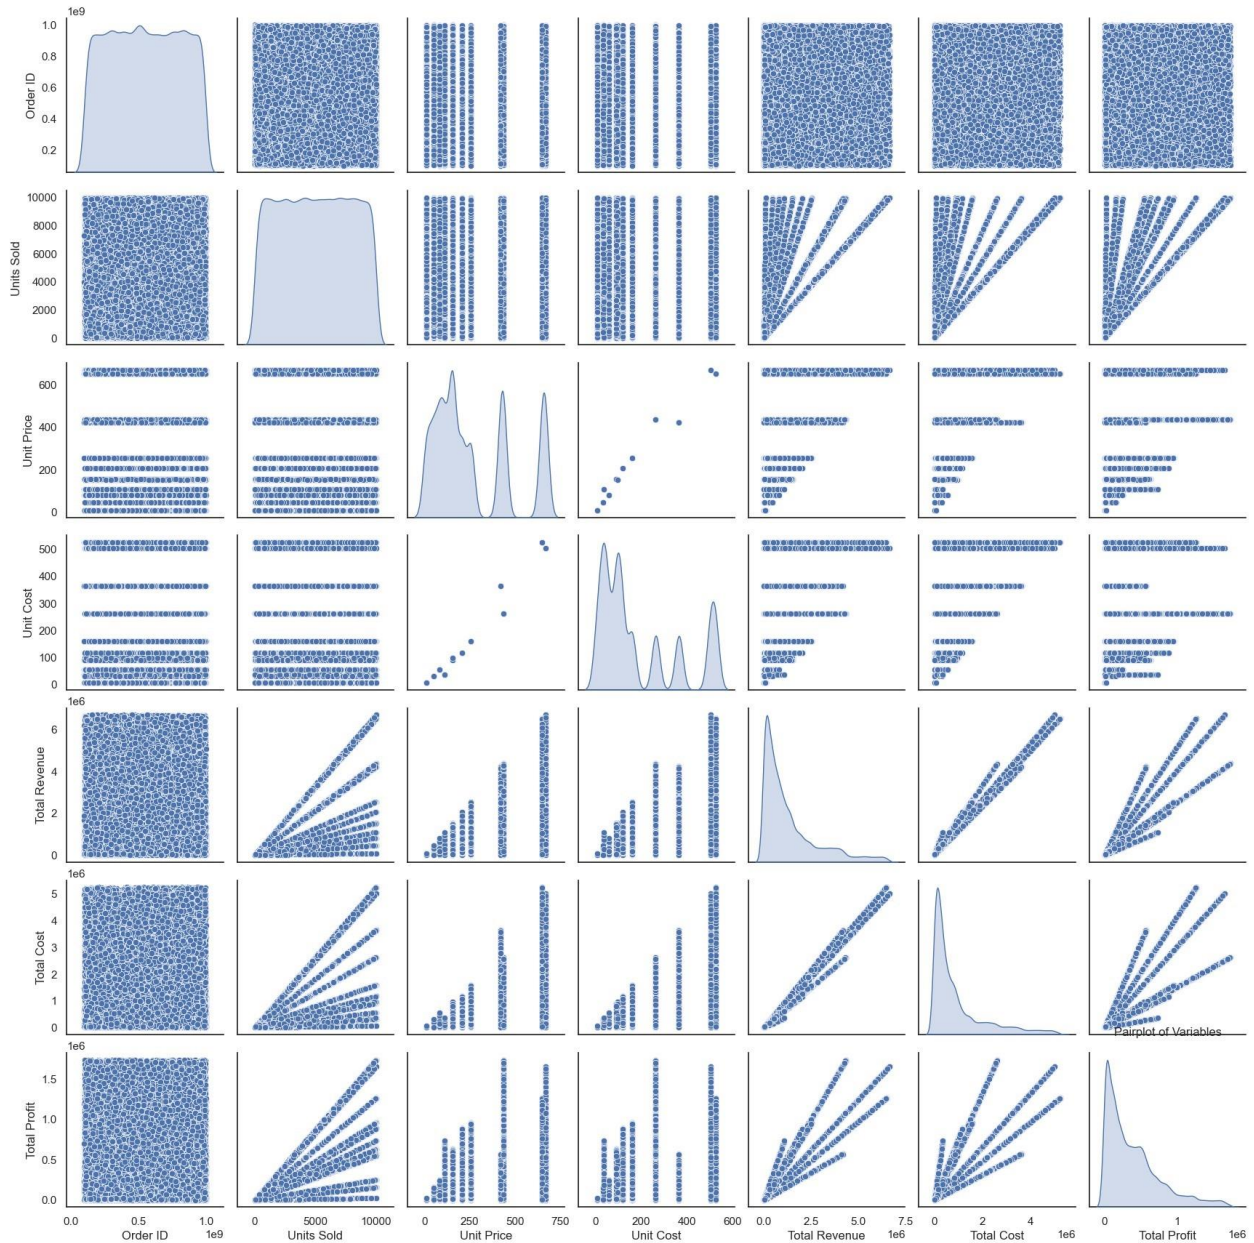 1e9
1.0
0.8
0.6
0.4
0.2
Order ID
10000
8000
6000
4000
2000
0
Units Sold
600
400
200
0
Unit Price
500
400
300
200
100
0
Unit Cost
1e6
6
4
2
0
Total Revenue
1e6
5
4
3
2
1
0
Total Cost
Pairplot of Variables
1e6
1.5
1.0
0.5
0.0
Total Profit
0.0 0.5 1.0
Order ID 1e9
0 5000 10000
Units Sold
0 250 500 750
Unit Price
0 200 400 600
Unit Cost
0.0 2.5 5.0 7.5
Total Revenue 1e6
0 2 4
Total Cost 1e6
0 1
Total Profit 1e6